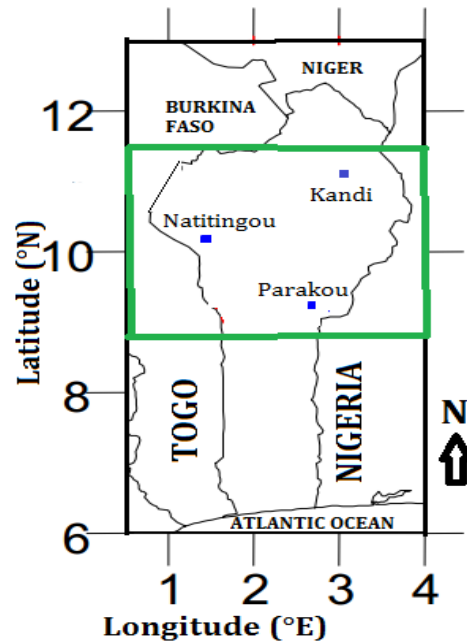 NIGER
BURKINA
FASO
12
Kandi
Natitingou
10
Parakou
Latitude (°N)
8
TOGO
NIGERIA
N
ATLANTIC OCEAN
6
1 2 3 4
Longitude (°E)